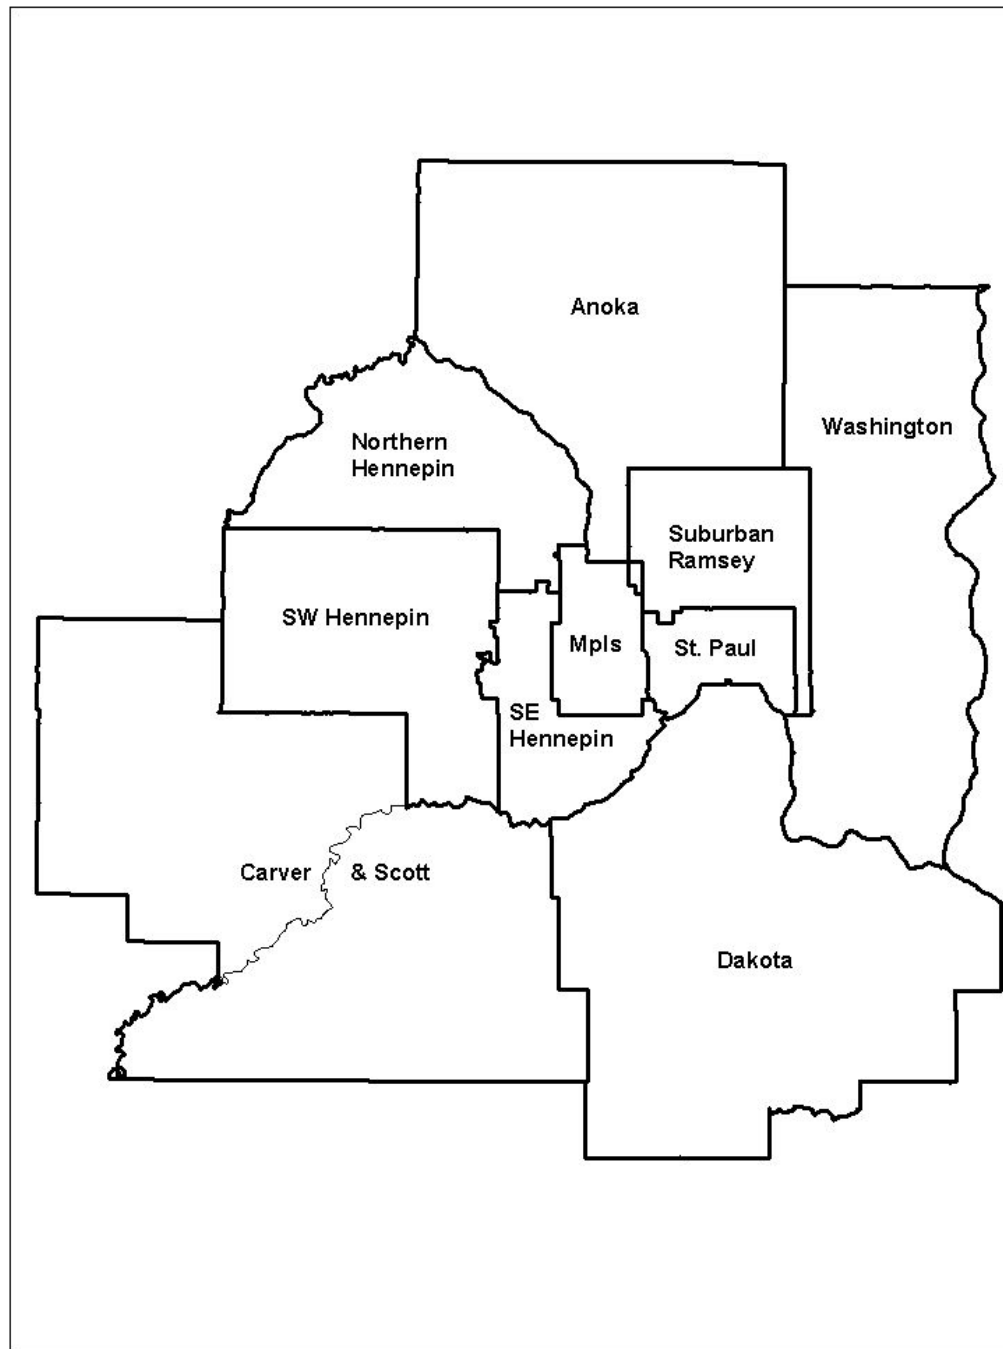 Anoka
Washington
Northern
Hennepin
Suburban
Ramsey
SW Hennepin
Mpls
St. Paul
SE
Hennepin
Carver & Scott
Dakota